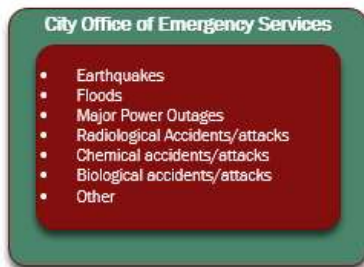 City Office of Emergency Services
• Earthquakes
• Floods
• Major Power Outages
• Radiological Accidents/attacks
• Chemical accidents/attacks
• Biological accidents/attacks
• Other